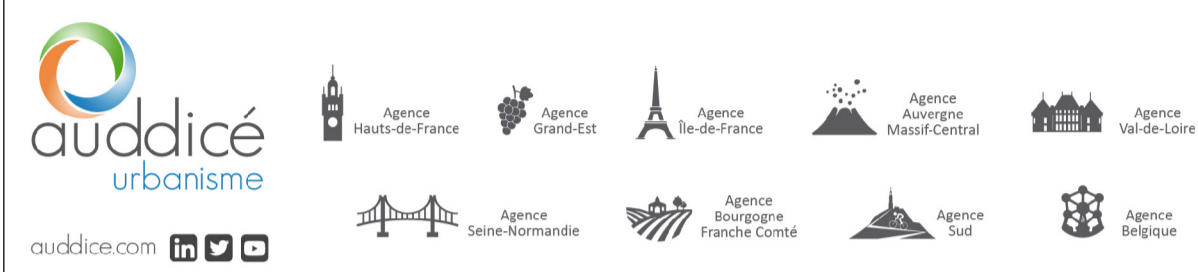 auddicé
urbanisme
auddice.com
Agence
Hauts-de-France
Agence
Grand-Est
Agence
Île-de-France
Agence
Auvergne
Massif-Central
Agence
Val-de-Loire
Agence
Seine-Normandie
Agence
Bourgogne
Franche Comté
Agence
Sud
Agence
Belgique